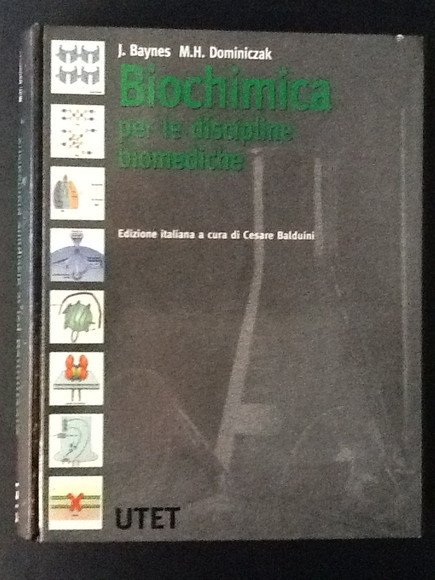 J. Baynes M.H. Dominiczak
Biochimica
per le discipline
biomediche
Edizione italiana a cura di Cesare Balduini
UTET